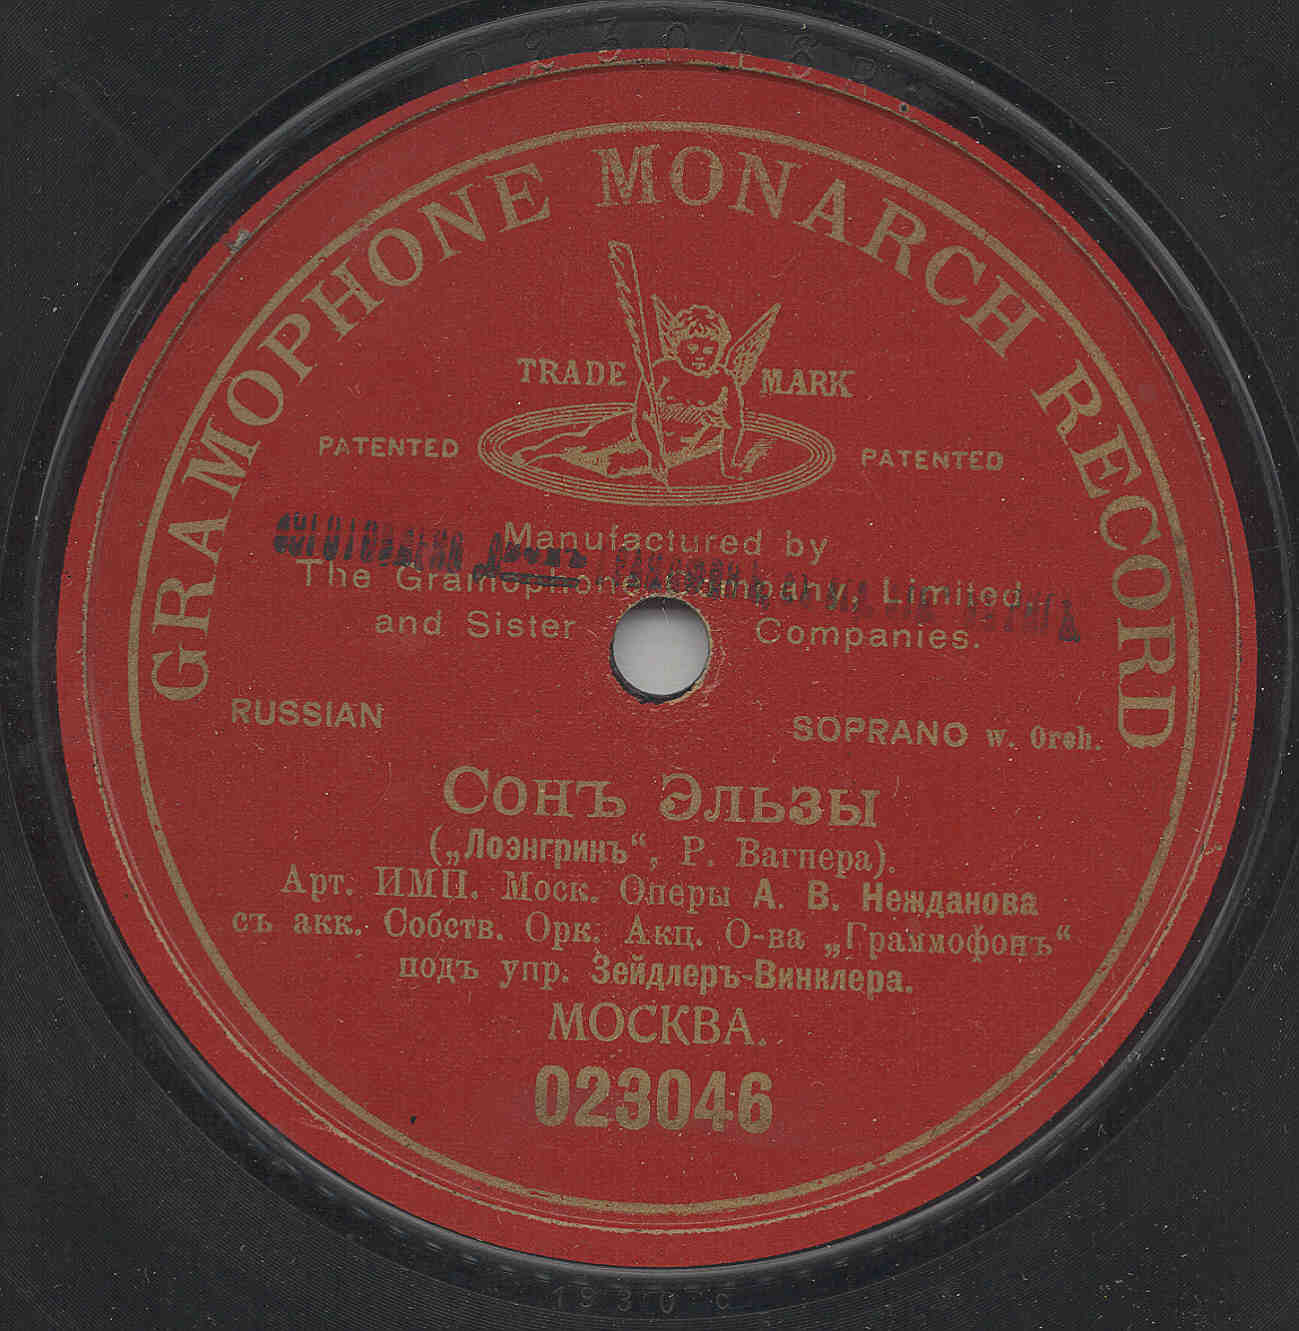 023046R
GRAMOPHONE MONARCH RECORD
TRADE MARK
PATENTED PATENTED
Manufactured by
The Gramophone Company, Limited
and Sister Companies.
RUSSIAN SOPRANO w. Orch.
Сонъ Эльзы
(„Лоэнгринъ“, Р. Вагнера).
Арт. ИМП. Моск. Оперы А. В. Нежданова
съ акк. Собств. Орк. Акц. О-ва „Граммофонъ“
подъ упр. Зейдлеръ-Винклера.
МОСКВА.
023046